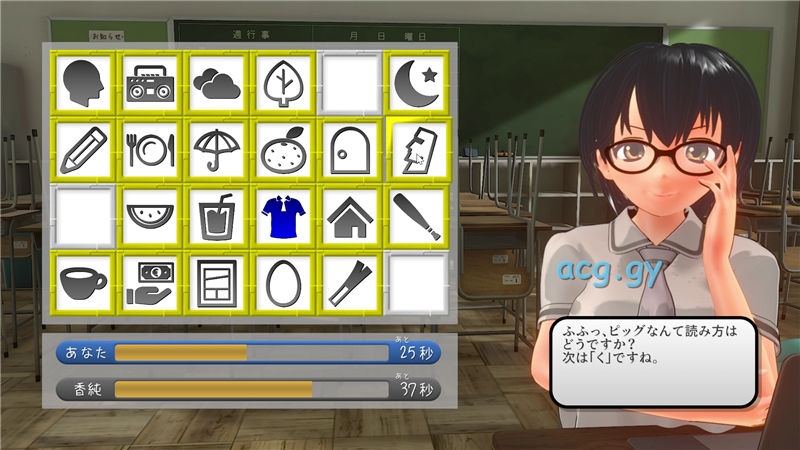 お知らせ
週行事
月 日 曜日
acg.gy
ふふっ、ピッグなんて読み方は
どうですか?
次は「く」ですね。
あなた
あと
25秒
香純
あと
37秒